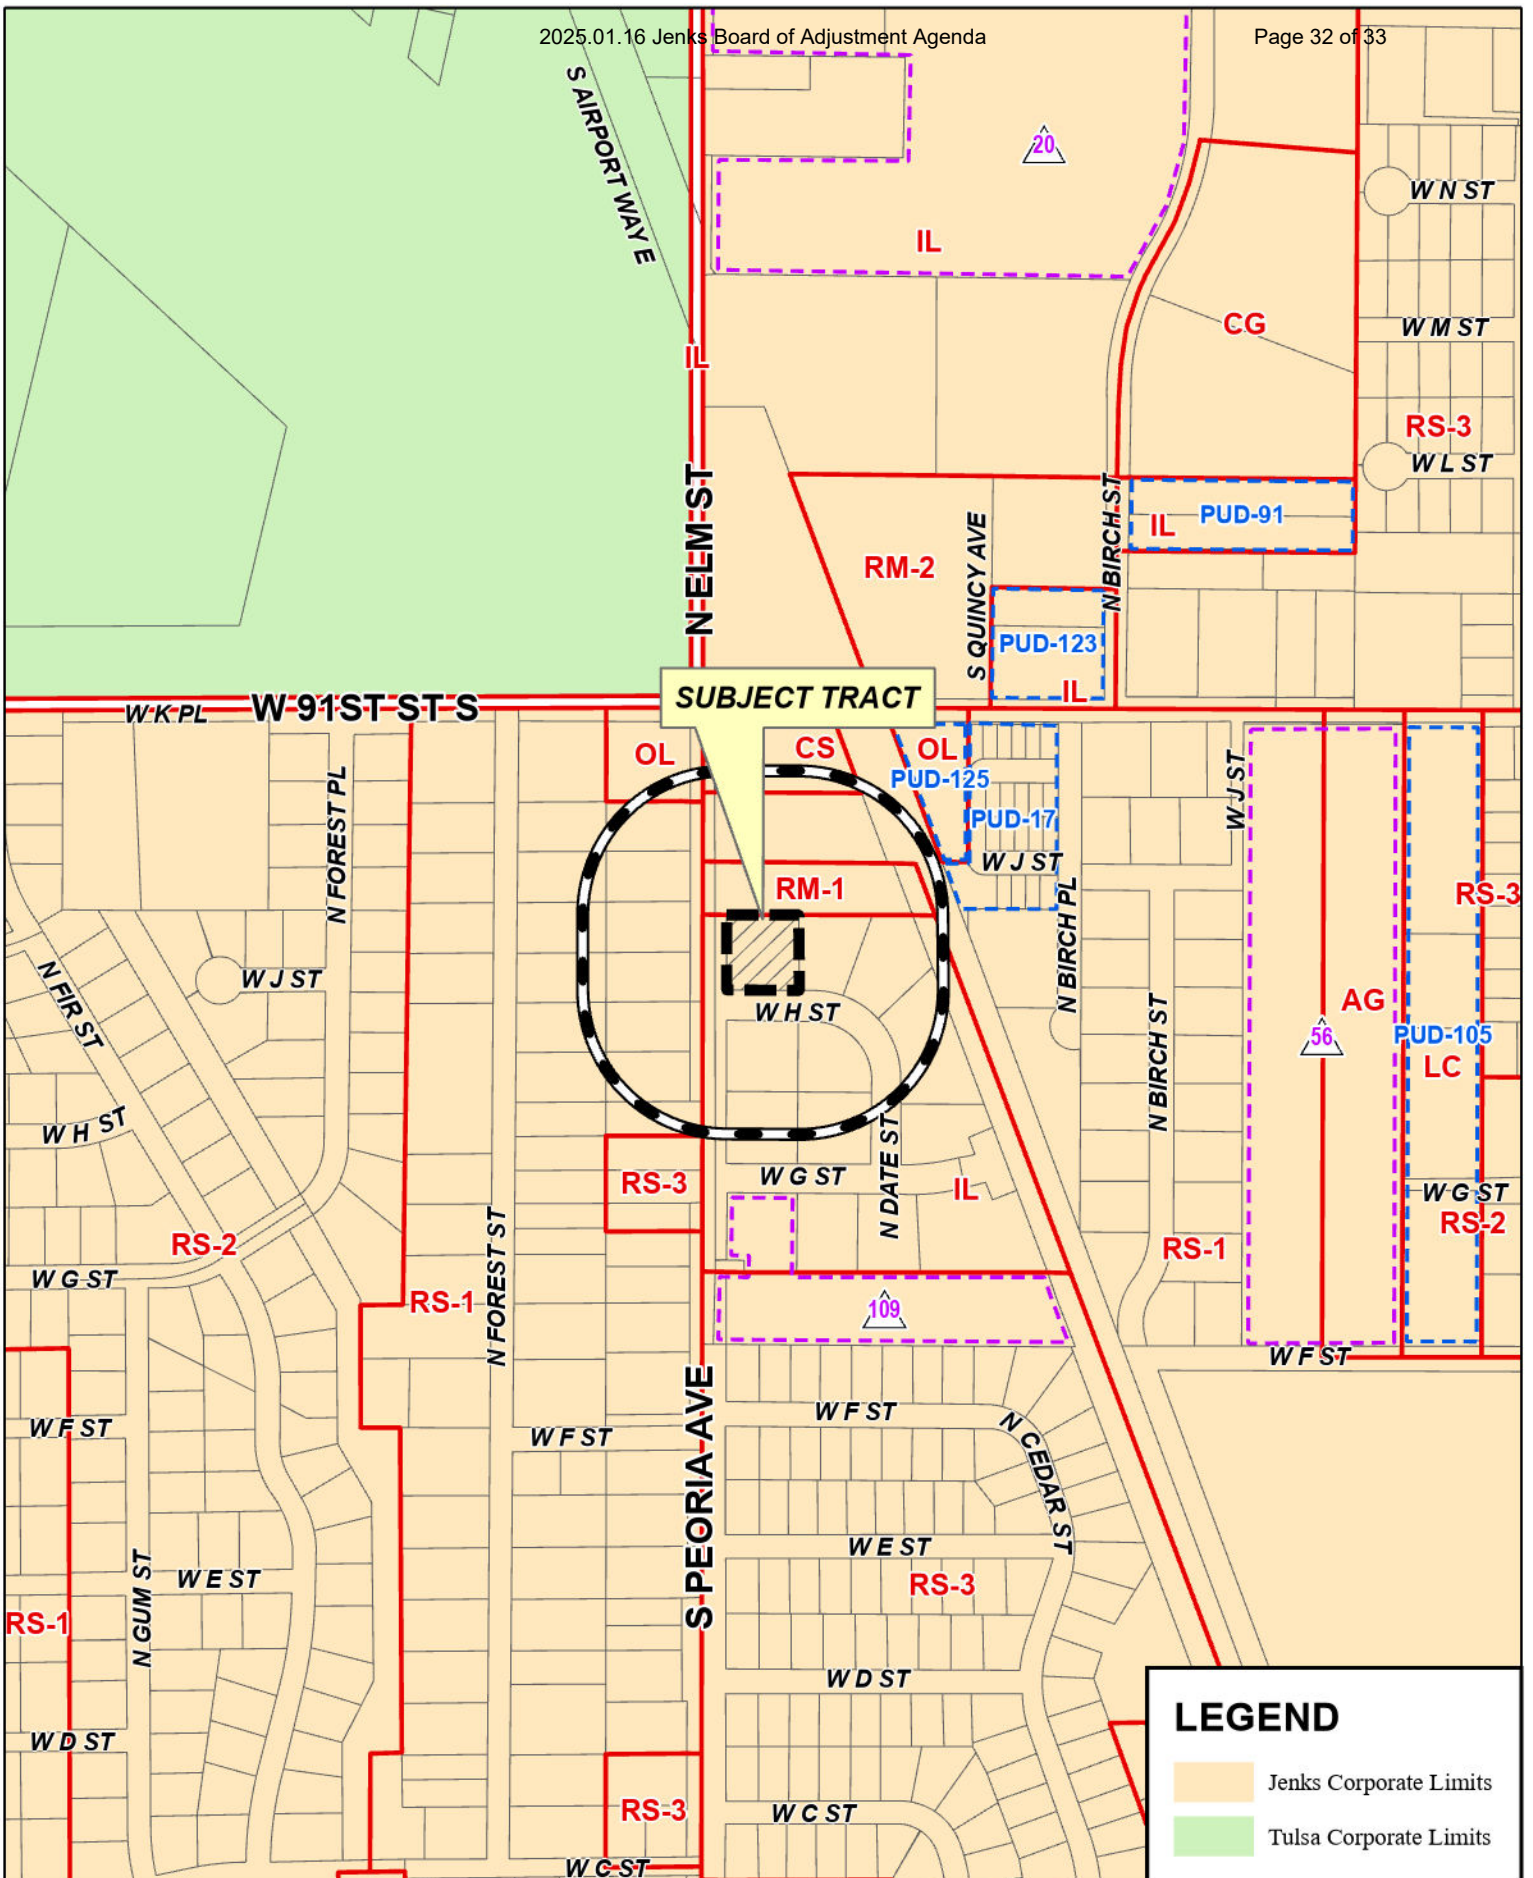 2025.01.16 Jenks Board of Adjustment Agenda
Page 32 of 33
S AIRPORT WAY E
20
W N ST
IL
CG
W M ST
IL
RS-3
W L ST
N ELM ST
S QUINCY AVE
N BIRCH ST
IL
PUD-91
RM-2
PUD-123
IL
SUBJECT TRACT
W K PL
W 91ST ST S
OL
CS
OL
PUD-125
PUD-17
W J ST
W J ST
N FOREST PL
RM-1
RS-3
N BIRCH PL
W J ST
N FIR ST
W H ST
AG
N BIRCH ST
56
PUD-105
LC
W H ST
N DATE ST
RS-3
W G ST
IL
W G ST
RS-2
RS-2
RS-1
W G ST
RS-1
N FOREST ST
109
W F ST
S PEORIA AVE
W F ST
W F ST
W F ST
N CEDAR ST
W E ST
W E ST
RS-3
N GUM ST
RS-1
W D ST
W D ST
RS-3
W C ST
W C ST
LEGEND
Jenks Corporate Limits
Tulsa Corporate Limits